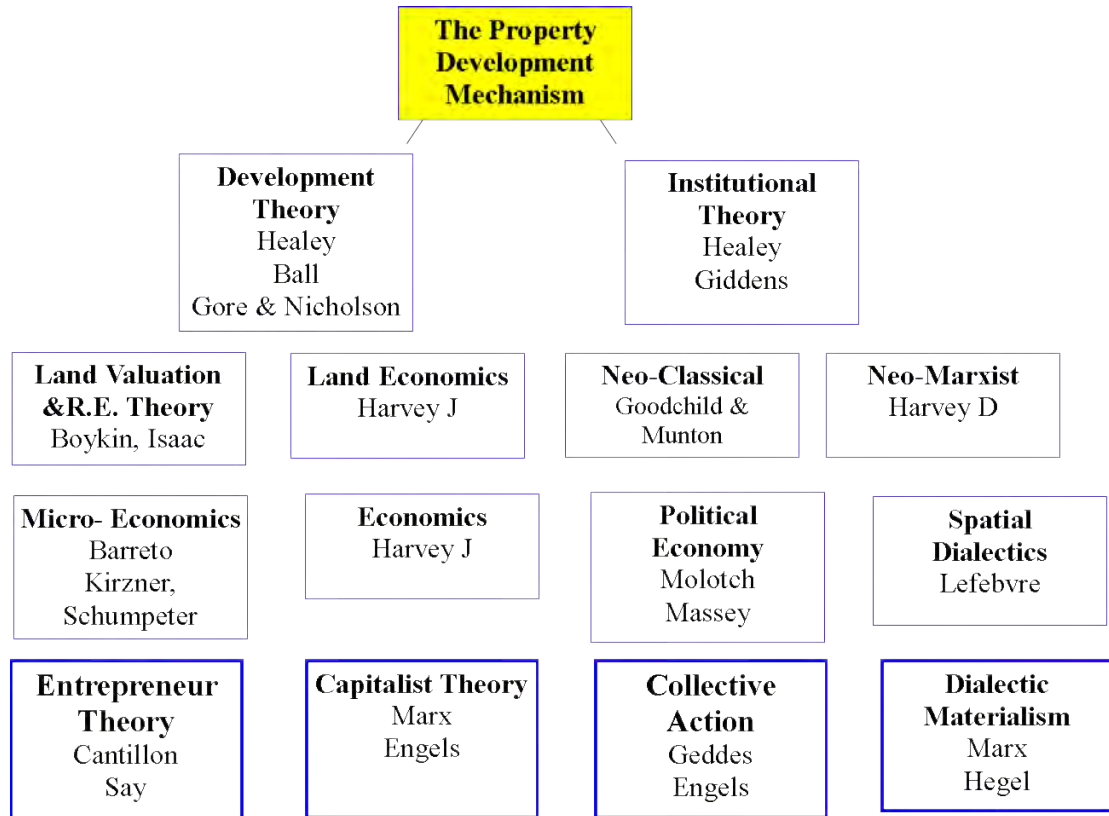 The Property
Development
Mechanism
Development
Theory
Healey
Ball
Gore & Nicholson
Institutional
Theory
Healey
Giddens
Land Valuation
&R.E. Theory
Boykin, Isaac
Land Economics
Harvey J
Neo-Classical
Goodchild &
Munton
Neo-Marxist
Harvey D
Micro- Economics
Barreto
Kirzner,
Schumpeter
Economics
Harvey J
Political
Economy
Molotch
Massey
Spatial
Dialectics
Lefebvre
Entrepreneur
Theory
Cantillon
Say
Capitalist Theory
Marx
Engels
Collective
Action
Geddes
Engels
Dialectic
Materialism
Marx
Hegel